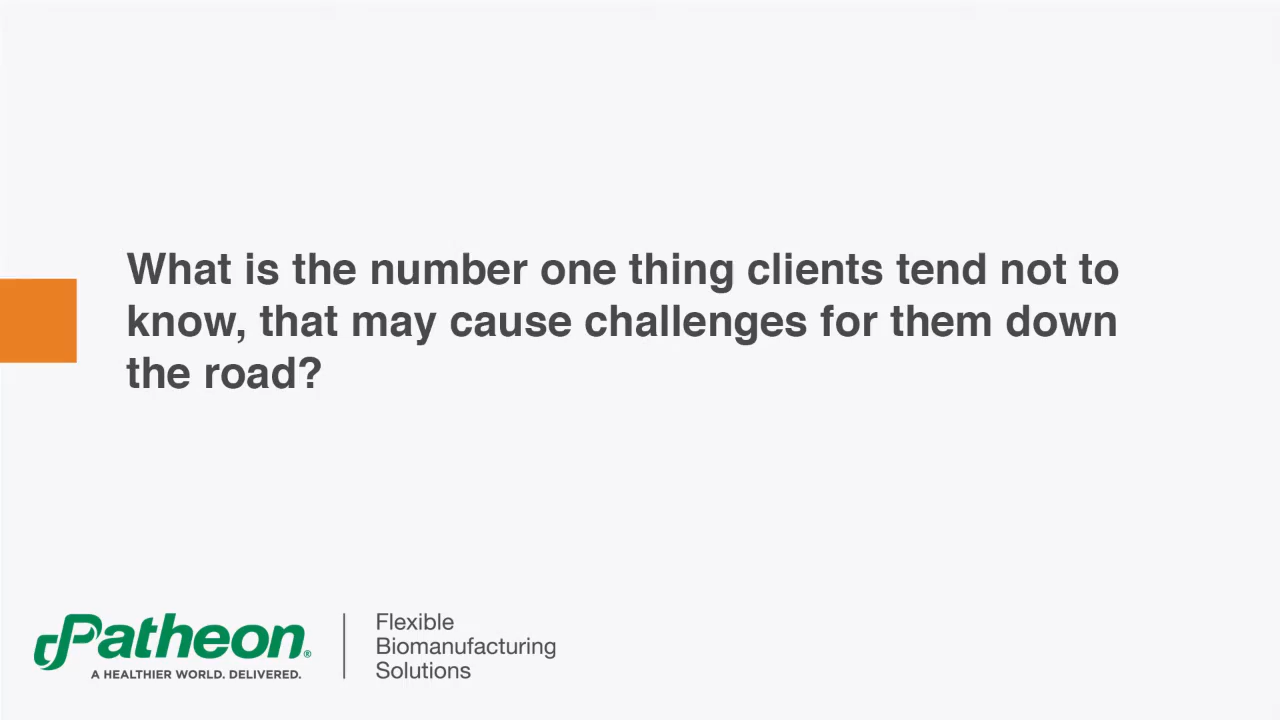 What is the number one thing clients tend not to
know, that may cause challenges for them down
the road?
Patheon®
A HEALTHIER WORLD. DELIVERED.
Flexible
Biomanufacturing
Solutions